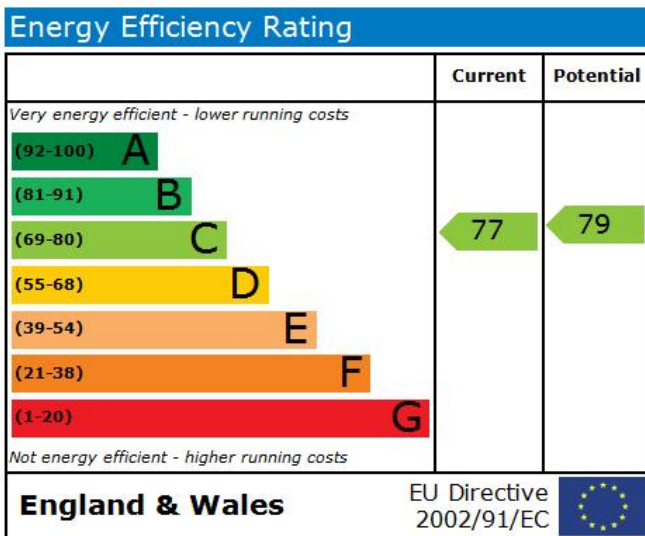 Energy Efficiency Rating
Current Potential
Very energy efficient - lower running costs
(92-100) A
(81-91) B
(69-80) C 77 79
(55-68) D
(39-54) E
(21-38) F
(1-20) G
Not energy efficient - higher running costs
England & Wales
EU Directive
2002/91/EC